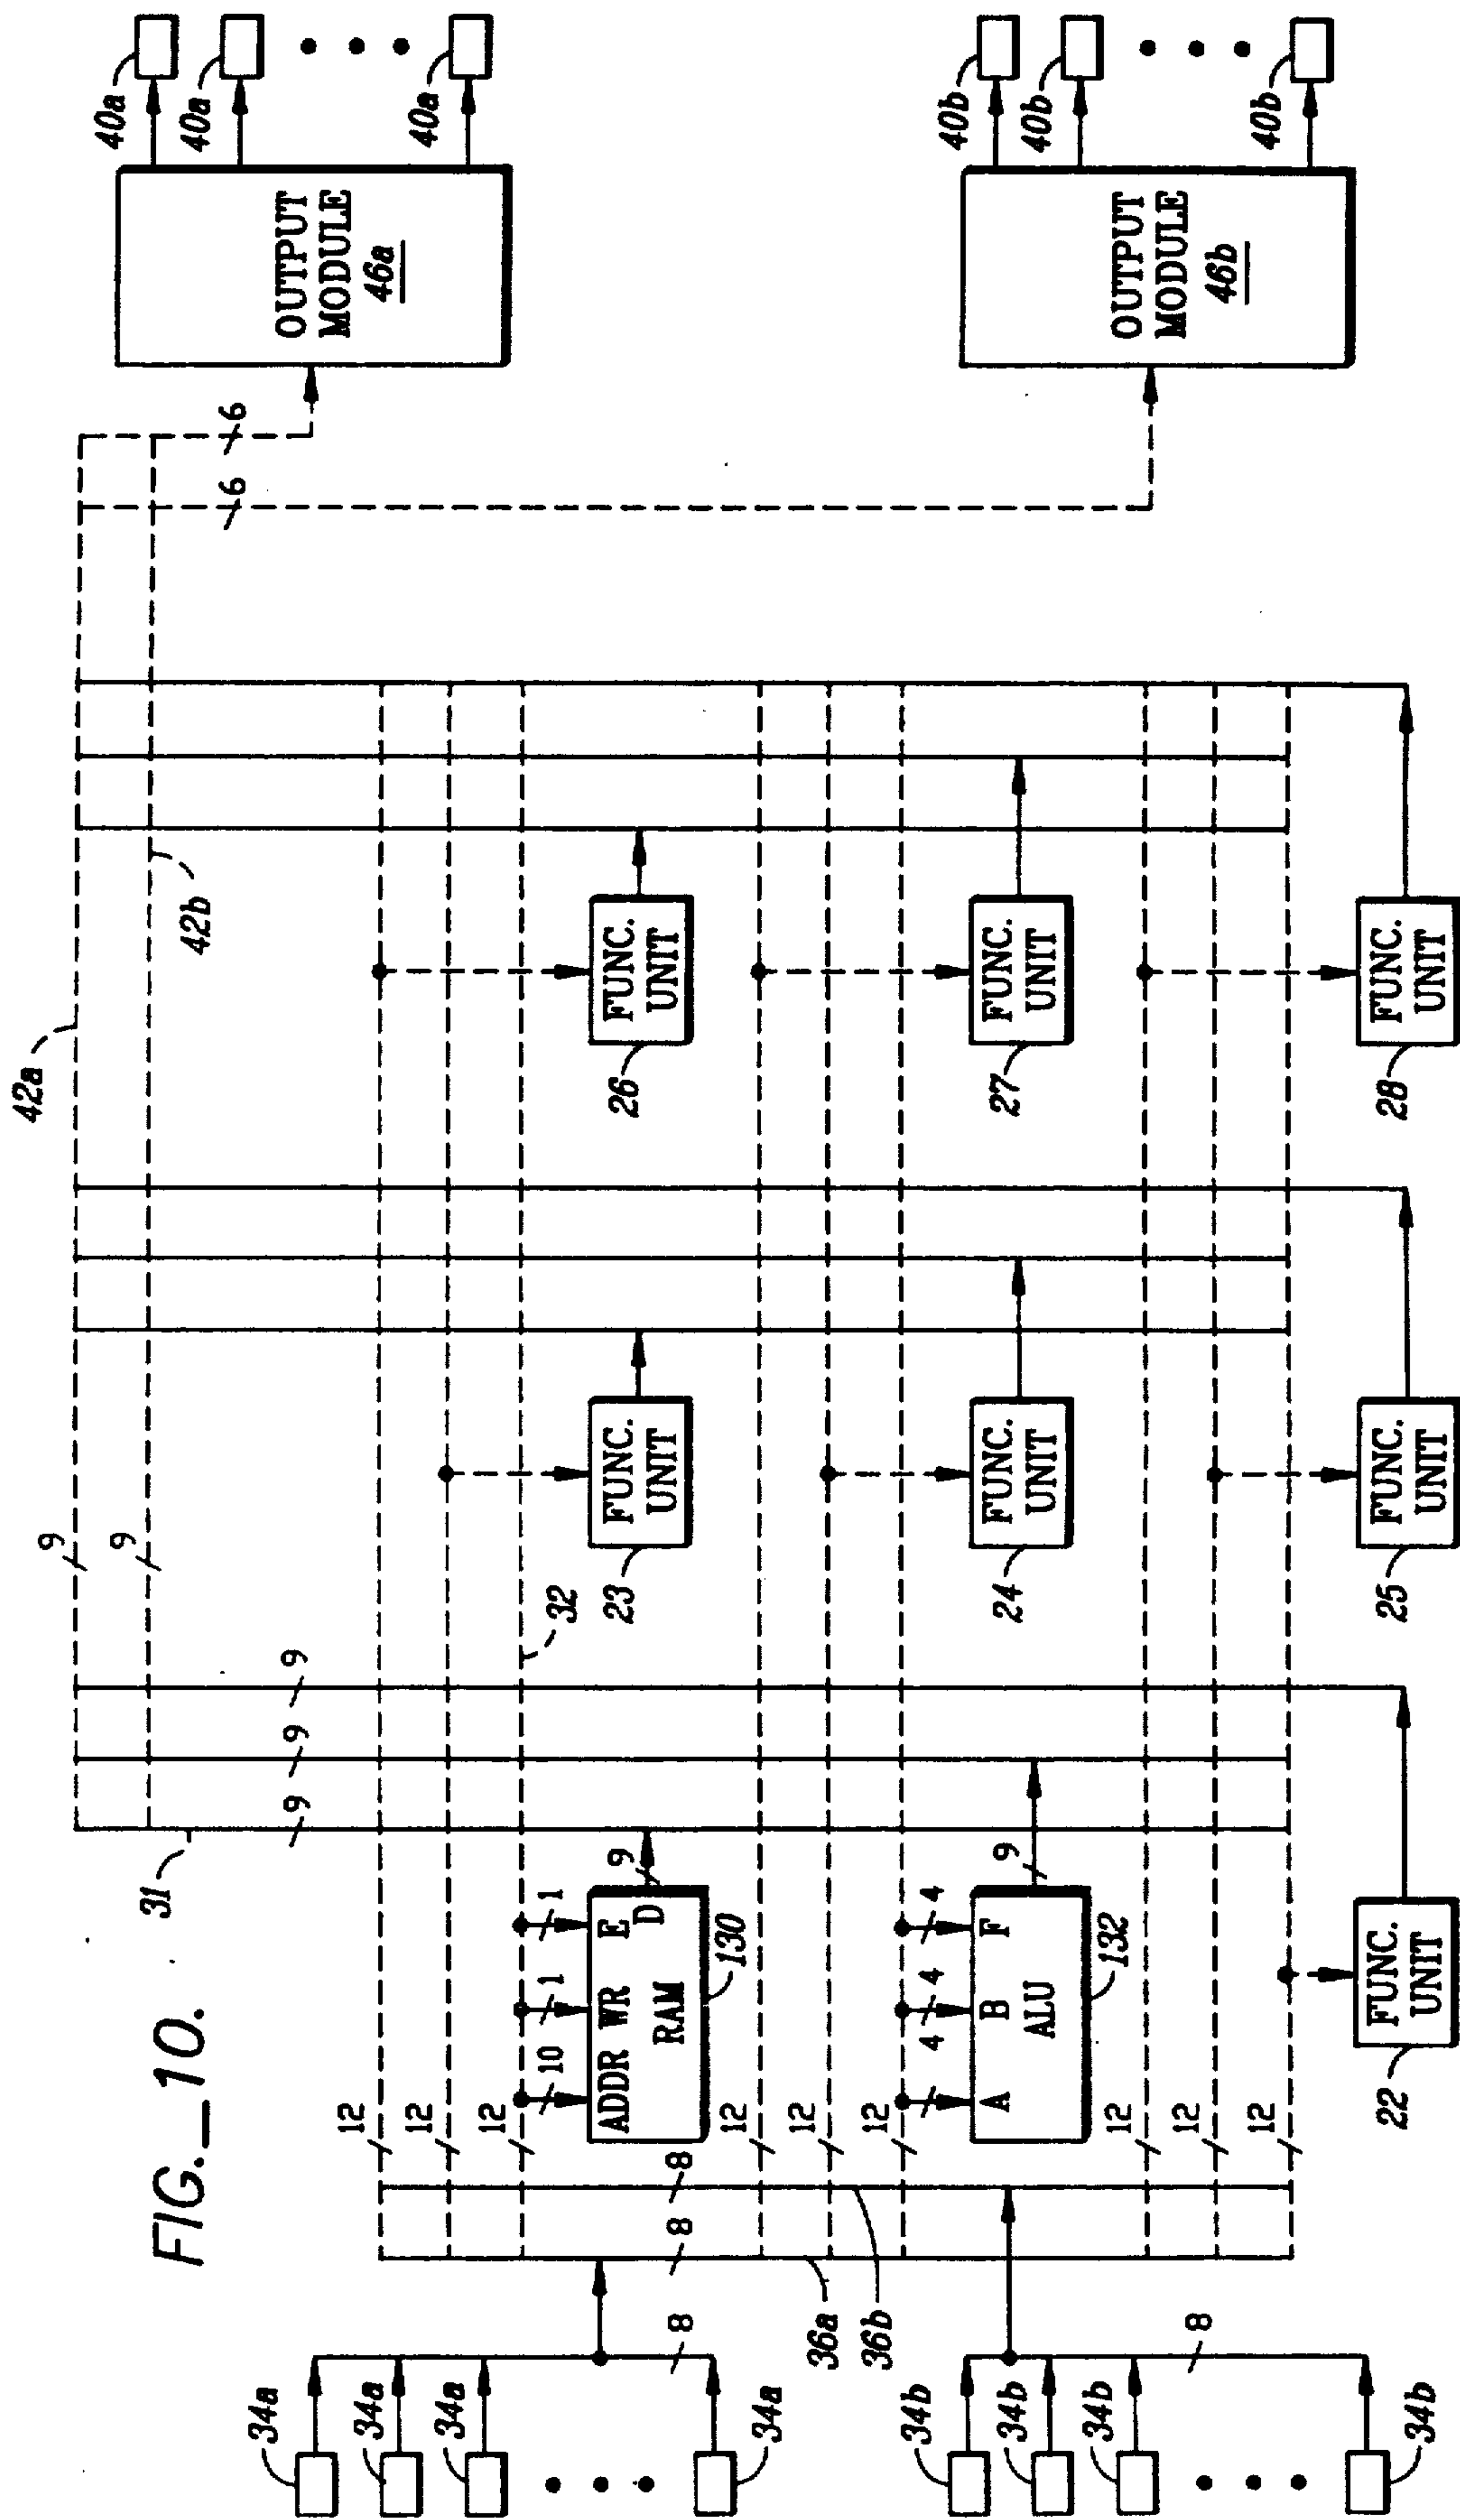 FIG._10.
34a
34a
34a
34a
34b
34b
34b
34b
8
8
36a
36b
8
8
12
12
12
12
12
12
12
12
12
10
1
1
ADDR WR E
D
RAM
130
9
4
4
4
A B F
ALU
132
9
22
FUNC.
UNIT
31
9
9
9
9
9
32
23
FUNC.
UNIT
24
FUNC.
UNIT
25
FUNC.
UNIT
42a
42b
26
FUNC.
UNIT
27
FUNC.
UNIT
28
FUNC.
UNIT
6
6
OUTPUT
MODULE
46a
OUTPUT
MODULE
46b
40a
40a
40a
40b
40b
40b